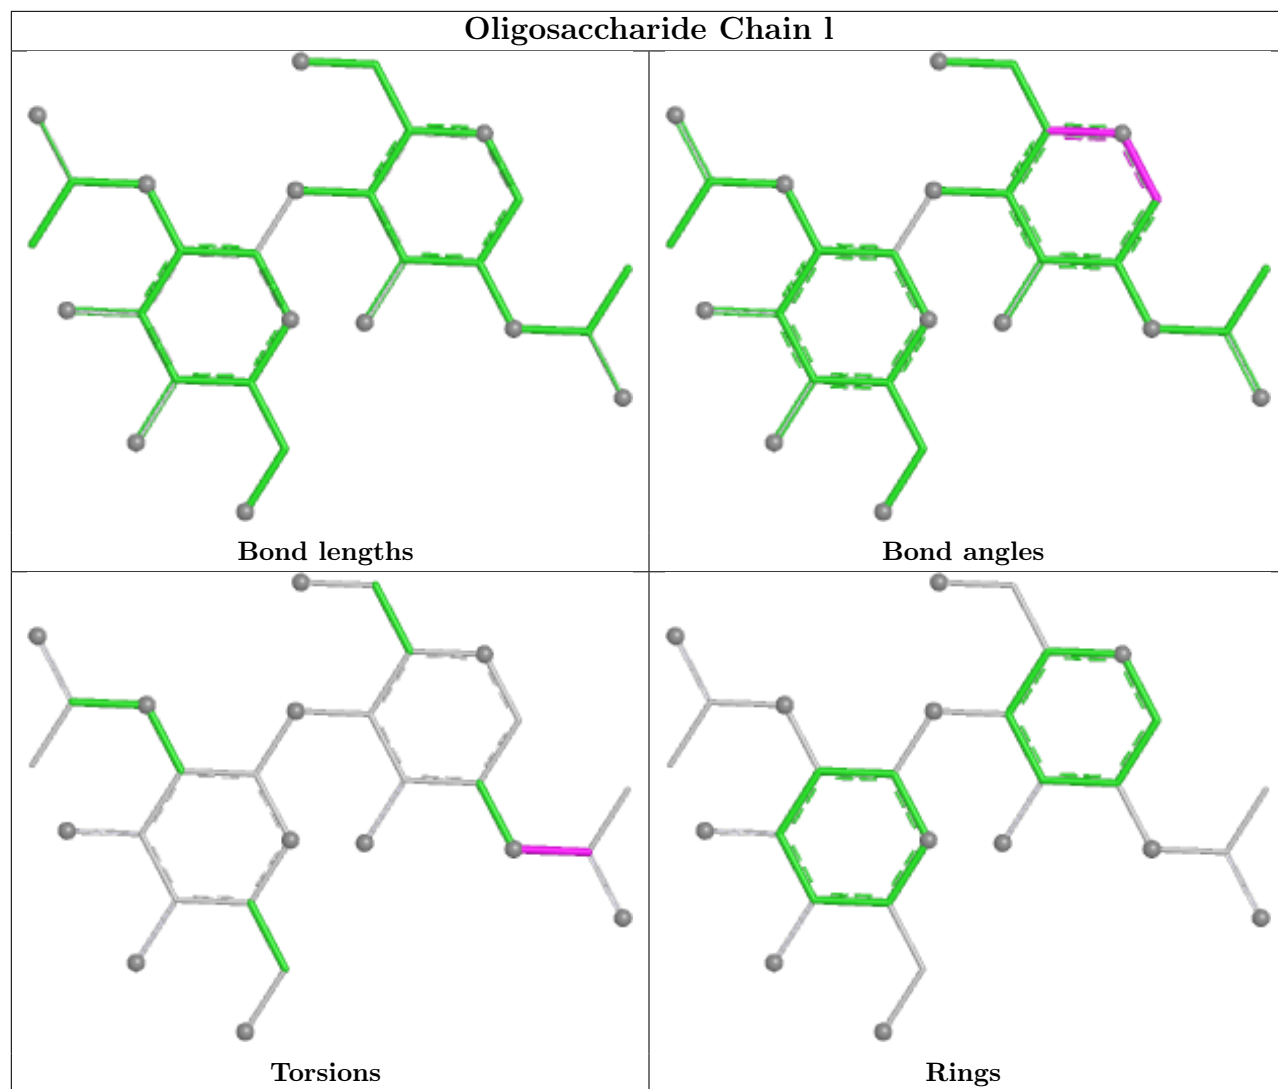 Oligosaccharide Chain l
Bond lengths
Bond angles
Torsions
Rings